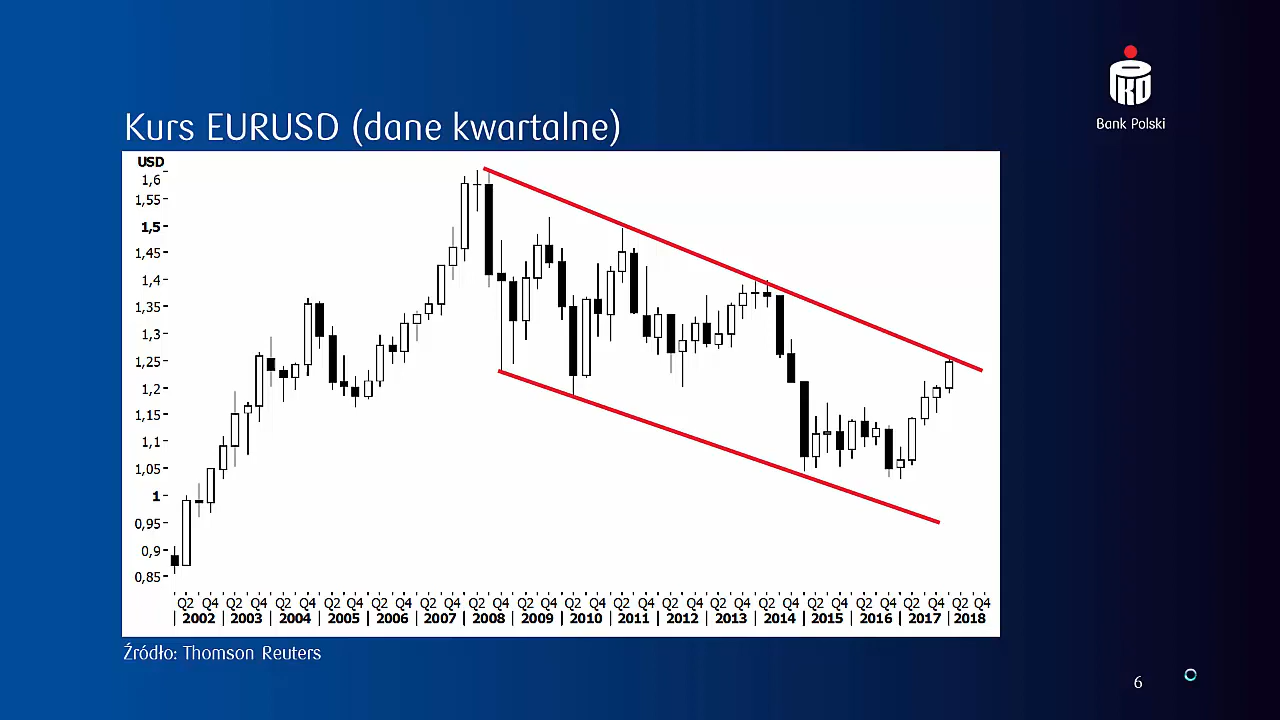 PKO
Bank Polski
Kurs EURUSD (dane kwartalne)
USD
1,6
1,55
1,5
1,45
1,4
1,35
1,3
1,25
1,2
1,15
1,1
1,05
1
0,95
0,9
0,85
Q2 Q4 Q2 Q4 Q2 Q4 Q2 Q4 Q2 Q4 Q2 Q4 Q2 Q4 Q2 Q4 Q2 Q4 Q2 Q4 Q2 Q4 Q2 Q4 Q2 Q4 Q2 Q4 Q2 Q4 Q2 Q4 Q2 Q4
2002 2003 2004 2005 2006 2007 2008 2009 2010 2011 2012 2013 2014 2015 2016 2017 2018
Źródło: Thomson Reuters
6